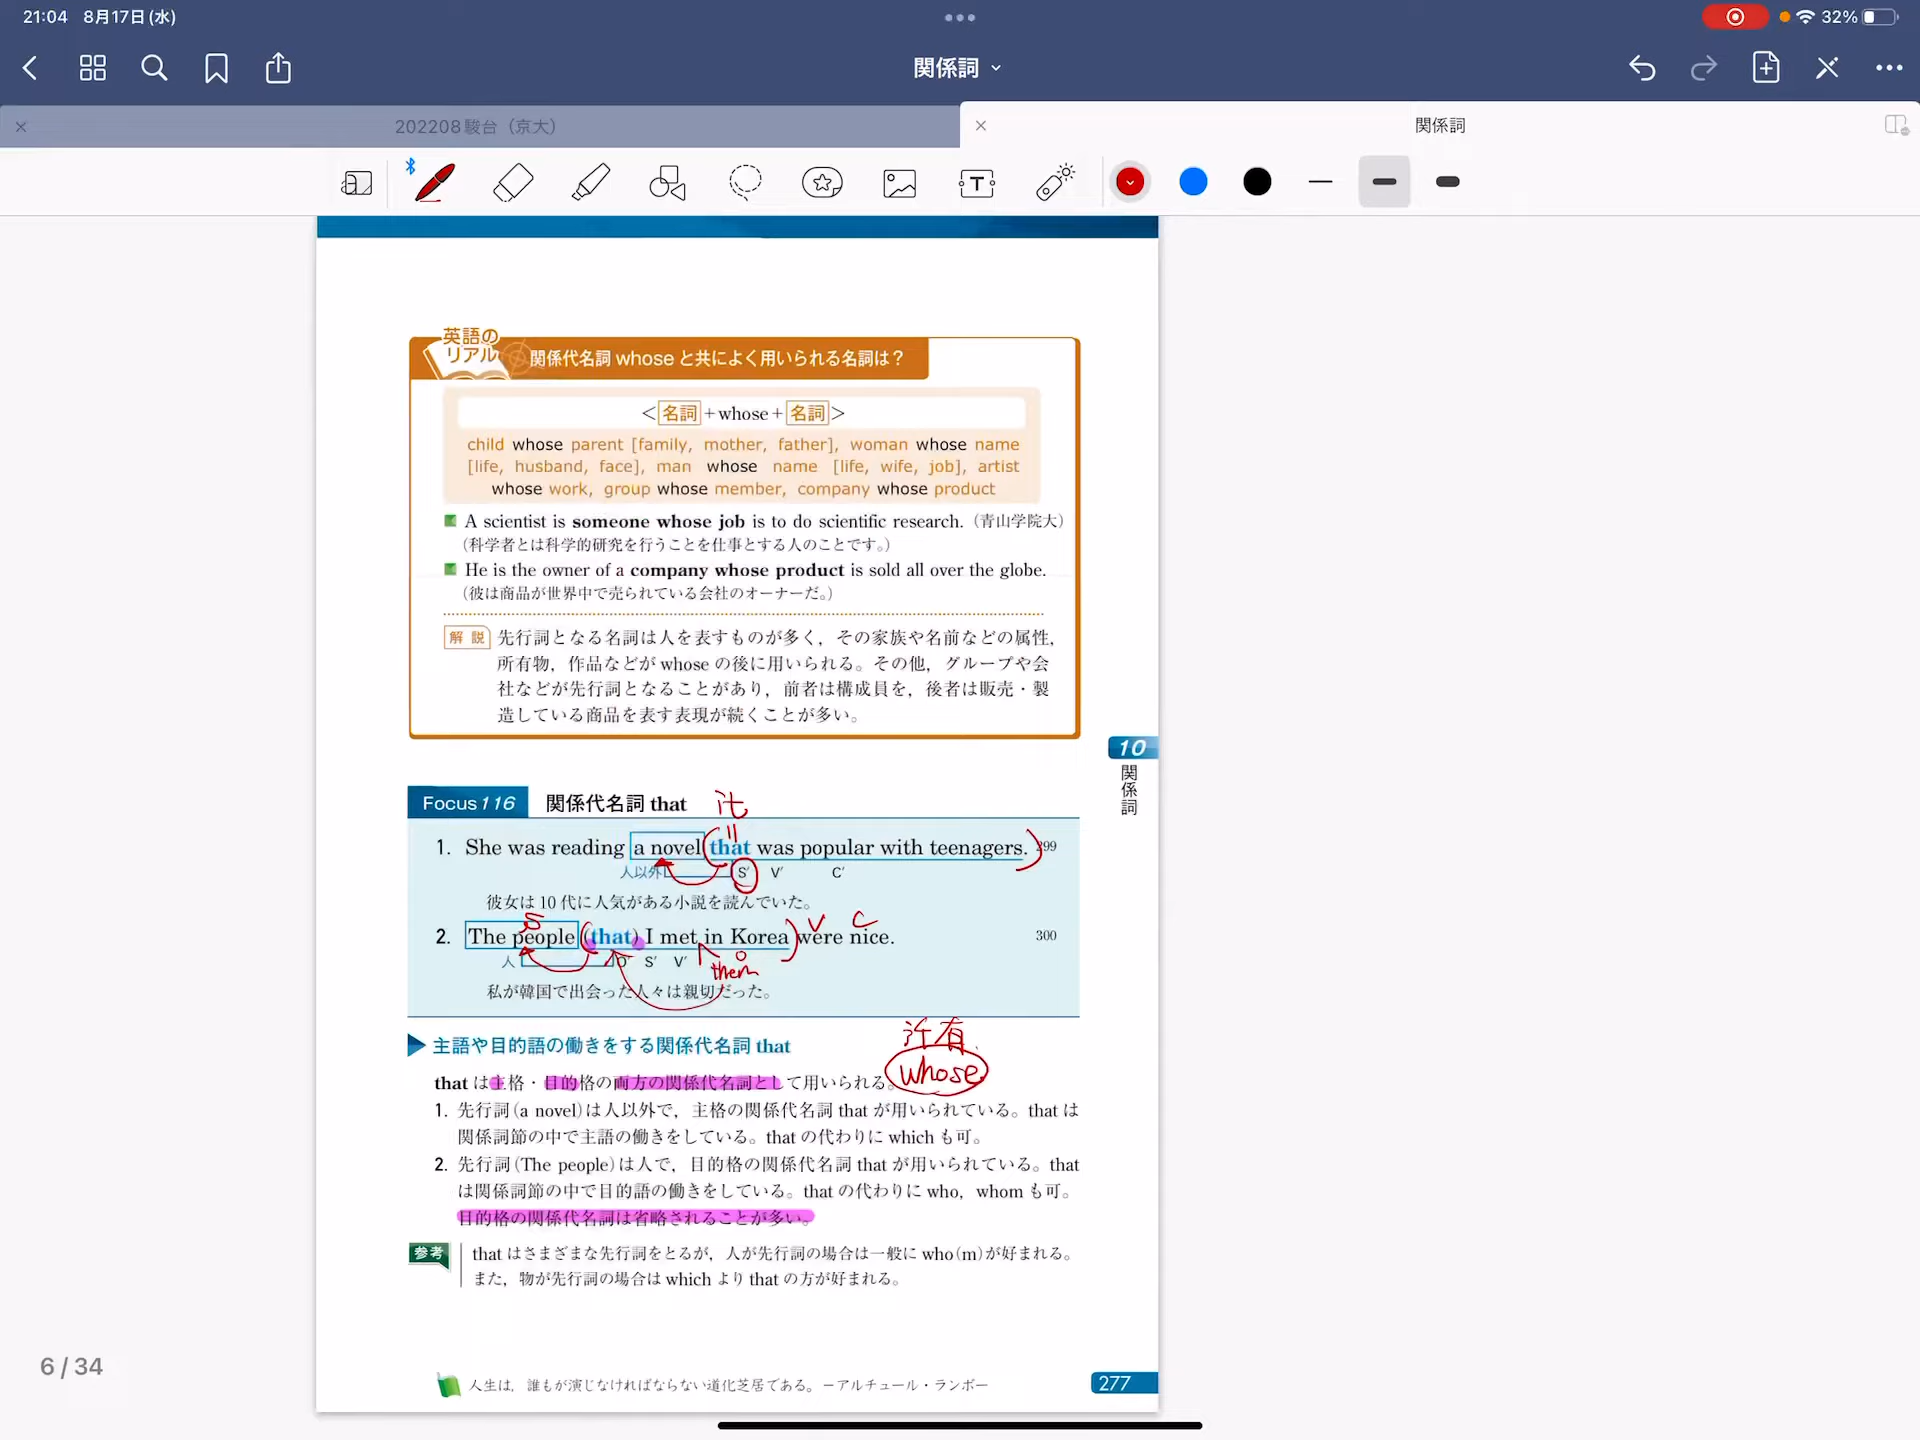 21:04 8月17日(水)
32%
関係詞
202208駿台（京大）
関係詞
英語の
リアル
関係代名詞 whose と共によく用いられる名詞は？
＜名詞＋whose＋名詞＞
child whose parent [family, mother, father], woman whose name
[life, husband, face], man whose name [life, wife, job], artist
whose work, group whose member, company whose product
A scientist is someone whose job is to do scientific research.（青山学院大）
（科学者とは科学的研究を行うことを仕事とする人のことです。）
He is the owner of a company whose product is sold all over the globe.
（彼は商品が世界中で売られている会社のオーナーだ。）
解説 先行詞となる名詞は人を表すものが多く，その家族や名前などの属性，
所有物，作品などが whose の後に用いられる。その他，グループや会
社などが先行詞となることがあり，前者は構成員を，後者は販売・製
造している商品を表す表現が続くことが多い。
10
関係詞
Focus 116 関係代名詞 that it
1. She was reading a novel that was popular with teenagers. 299
人以外 S′ V′ C′
彼女は 10 代に人気がある小説を読んでいた。
S V C
2. The people (that) I met in Korea were nice. 300
人 O′ S′ V′ O
them
私が韓国で出会った人々は親切だった。
主語や目的語の働きをする関係代名詞 that
whose
that は主格・目的格の両方の関係代名詞として用いられる。
1. 先行詞（a novel）は人以外で，主格の関係代名詞 that が用いられている。that は
関係詞節の中で主語の働きをしている。that の代わりに which も可。
2. 先行詞（The people）は人で，目的格の関係代名詞 that が用いられている。that
は関係詞節の中で目的語の働きをしている。that の代わりに who，whom も可。
目的格の関係代名詞は省略されることが多い。
参考 that はさまざまな先行詞をとるが，人が先行詞の場合は一般に who(m) が好まれる。
また，物が先行詞の場合は which より that の方が好まれる。
6 / 34
人生は，誰もが演じなければならない道化芝居である。－アルチュール・ランボー
277